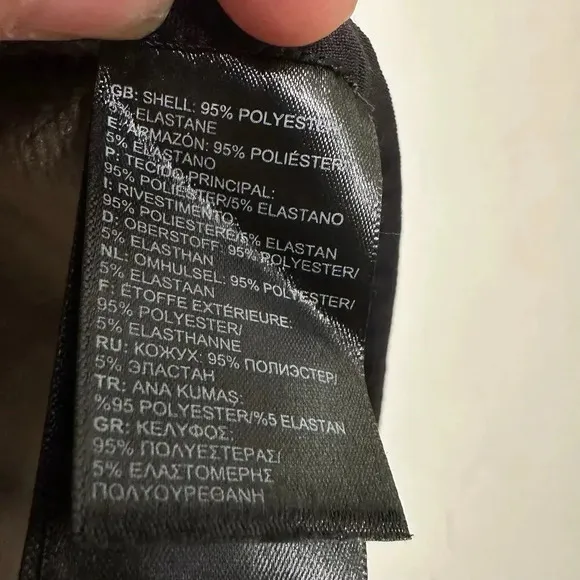 GB: SHELL: 95% POLYESTER/
5% ELASTANE
E: ARMAZÓN: 95% POLIÉSTER/
5% ELASTANO
P: TECIDO PRINCIPAL:
95% POLIÉSTER/5% ELASTANO
I: RIVESTIMENTO:
95% POLIESTERE/5% ELASTAN
D: OBERSTOFF: 95% POLYESTER/
5% ELASTHAN
NL: OMHULSEL: 95% POLYESTER/
5% ELASTAAN
F: ÉTOFFE EXTÉRIEURE:
95% POLYESTER/
5% ELASTHANNE
RU: КОЖУХ: 95% ПОЛИЭСТЕР/
5% ЭЛАСТАН
TR: ANA KUMAŞ:
%95 POLYESTER/%5 ELASTAN
GR: ΚΕΛΥΦΟΣ:
95% ΠΟΛΥΕΣΤΕΡΑΣ/
5% ΕΛΑΣΤΟΜΕΡΗΣ
ΠΟΛΥΟΥΡΕΘΑΝΗ